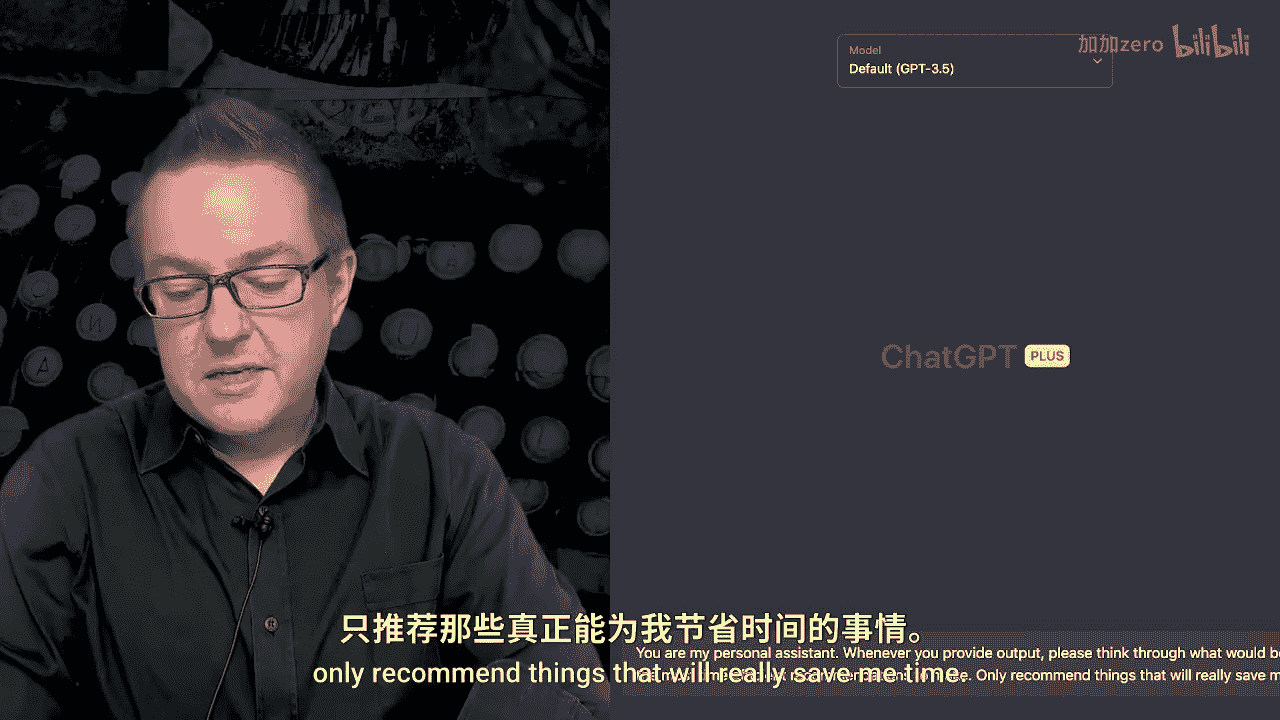 加加zero bilibili
Model
Default (GPT-3.5)
ChatGPT PLUS
只推荐那些真正能为我节省时间的事情。
only recommend things that will really save me time.
You are my personal assistant. Whenever you provide output, please think through what would be
Only recommend things that will really save m